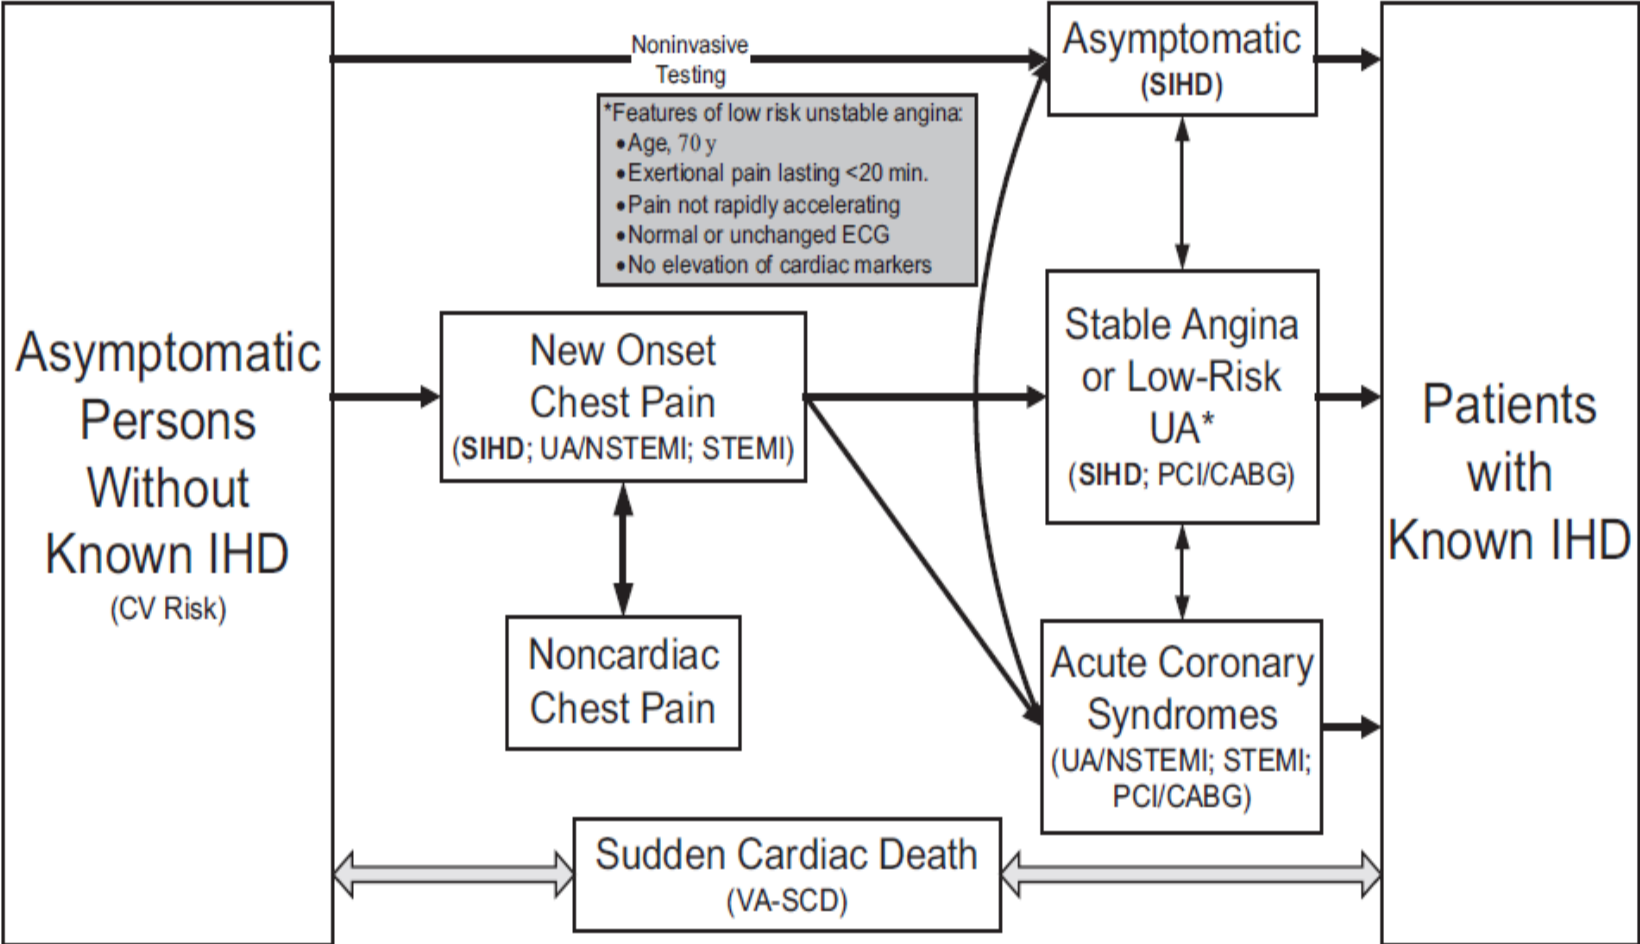 Asymptomatic
Persons
Without
Known IHD
(CV Risk)
Noninvasive
Testing
*Features of low risk unstable angina:
•Age, 70 y
•Exertional pain lasting <20 min.
•Pain not rapidly accelerating
•Normal or unchanged ECG
•No elevation of cardiac markers
New Onset
Chest Pain
(SIHD; UA/NSTEMI; STEMI)
Noncardiac
Chest Pain
Sudden Cardiac Death
(VA-SCD)
Asymptomatic
(SIHD)
Stable Angina
or Low-Risk
UA*
(SIHD; PCI/CABG)
Acute Coronary
Syndromes
(UA/NSTEMI; STEMI;
PCI/CABG)
Patients
with
Known IHD